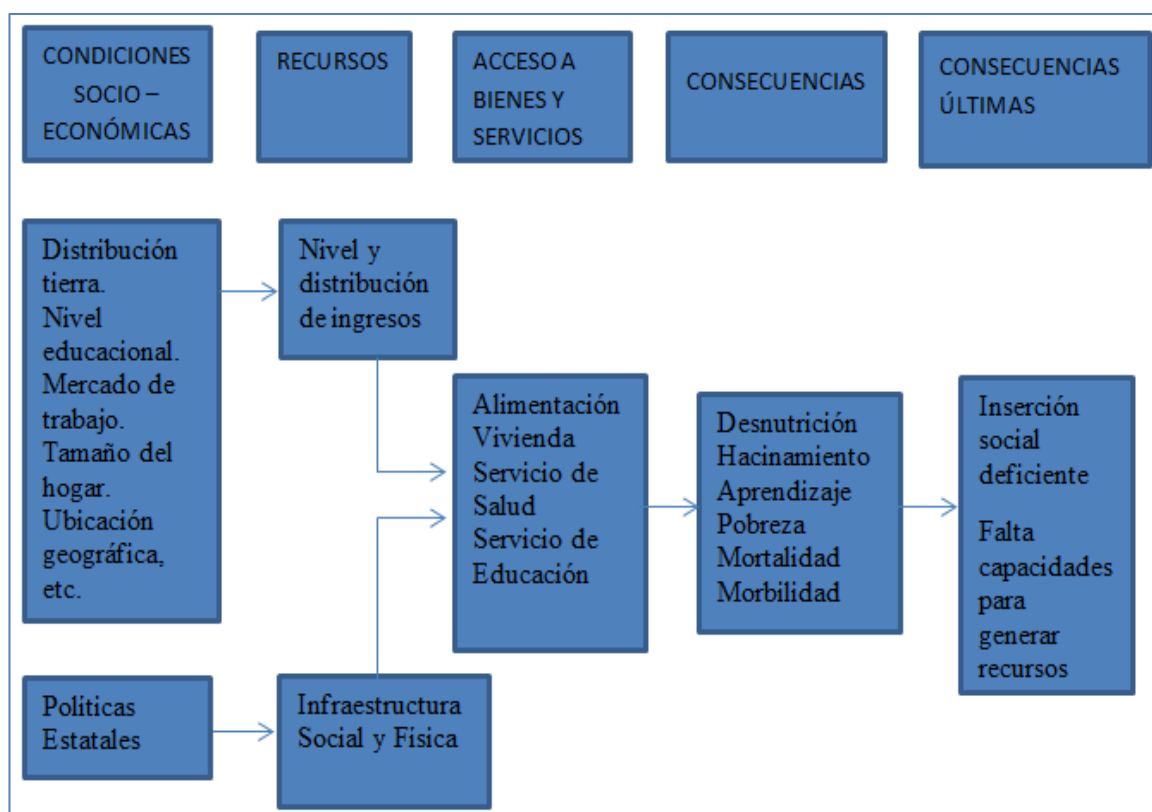 CONDICIONES
SOCIO –
ECONÓMICAS
RECURSOS
ACCESO A
BIENES Y
SERVICIOS
CONSECUENCIAS
CONSECUENCIAS
ÚLTIMAS
Distribución
tierra.
Nivel
educacional.
Mercado de
trabajo.
Tamaño del
hogar.
Ubicación
geográfica,
etc.
Nivel y
distribución
de ingresos
Alimentación
Vivienda
Servicio de
Salud
Servicio de
Educación
Desnutrición
Hacinamiento
Aprendizaje
Pobreza
Mortalidad
Morbilidad
Inserción
social
deficiente
Falta
capacidades
para
generar
recursos
Políticas
Estatales
Infraestructura
Social y Física